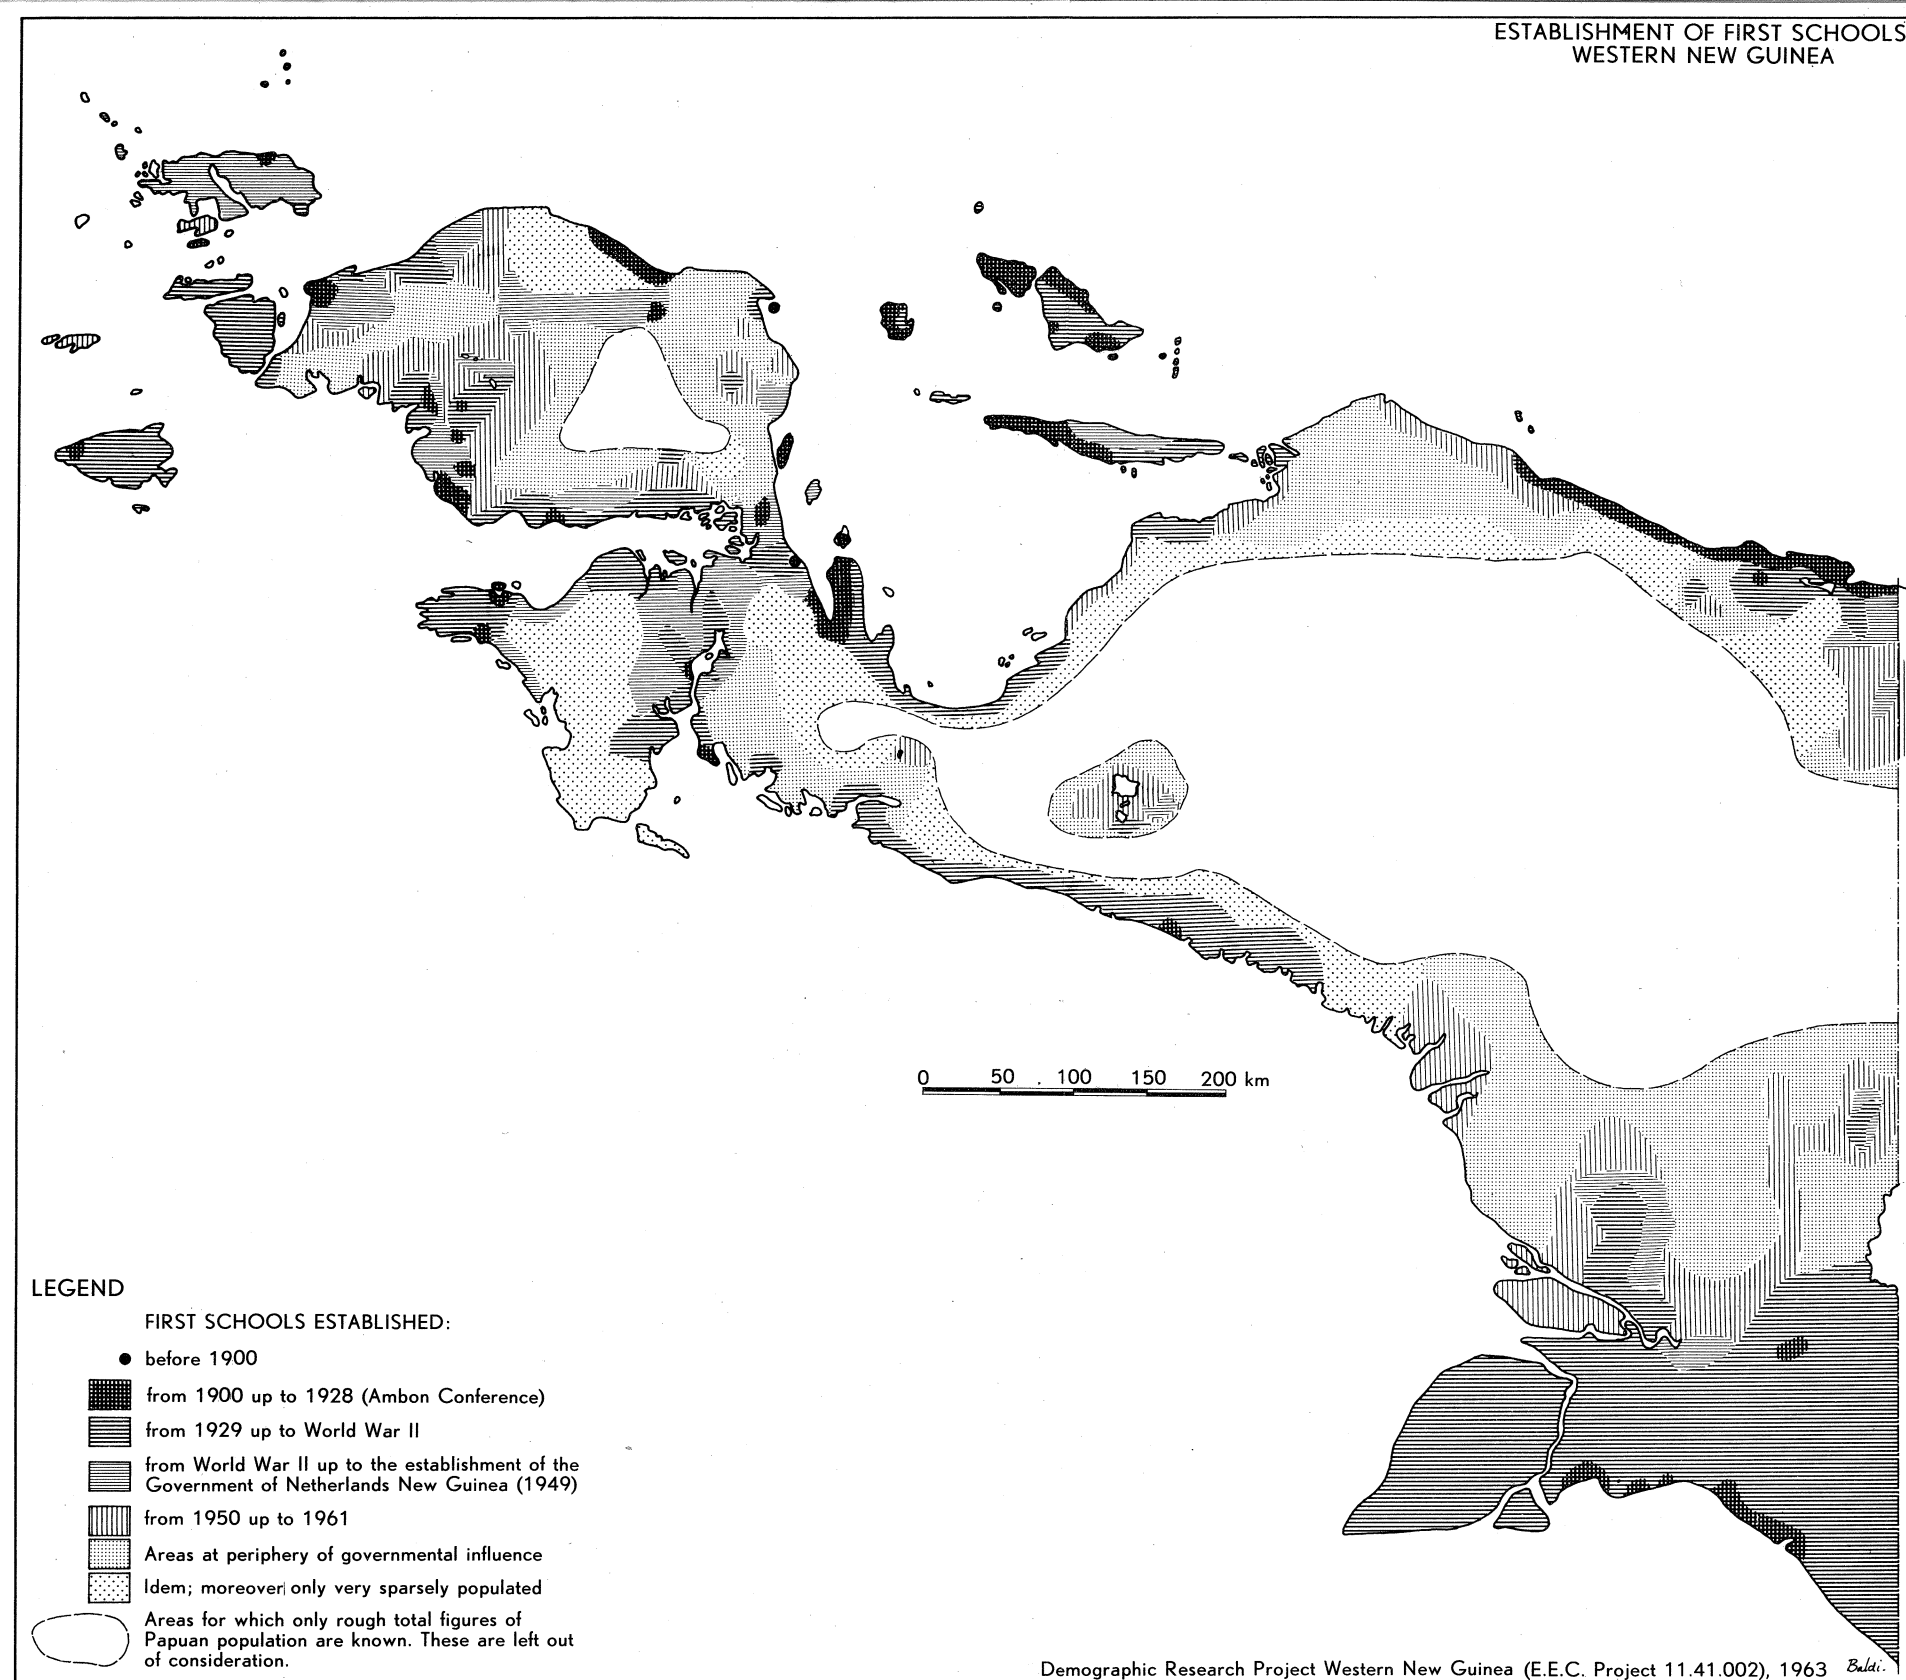 ESTABLISHMENT OF FIRST SCHOOLS
WESTERN NEW GUINEA
0 50 100 150 200 km
LEGEND
FIRST SCHOOLS ESTABLISHED:
before 1900
from 1900 up to 1928 (Ambon Conference)
from 1929 up to World War II
from World War II up to the establishment of the
Government of Netherlands New Guinea (1949)
from 1950 up to 1961
Areas at periphery of governmental influence
Idem; moreover only very sparsely populated
Areas for which only rough total figures of
Papuan population are known. These are left out
of consideration.
Demographic Research Project Western New Guinea (E.E.C. Project 11.41.002), 1963 Baldi.